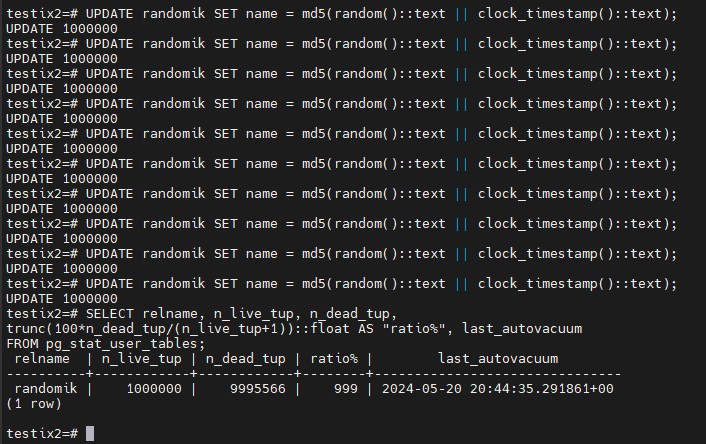 testix2=# UPDATE randomik SET name = md5(random()::text || clock_timestamp()::text);
UPDATE 1000000
testix2=# UPDATE randomik SET name = md5(random()::text || clock_timestamp()::text);
UPDATE 1000000
testix2=# UPDATE randomik SET name = md5(random()::text || clock_timestamp()::text);
UPDATE 1000000
testix2=# UPDATE randomik SET name = md5(random()::text || clock_timestamp()::text);
UPDATE 1000000
testix2=# UPDATE randomik SET name = md5(random()::text || clock_timestamp()::text);
UPDATE 1000000
testix2=# UPDATE randomik SET name = md5(random()::text || clock_timestamp()::text);
UPDATE 1000000
testix2=# UPDATE randomik SET name = md5(random()::text || clock_timestamp()::text);
UPDATE 1000000
testix2=# UPDATE randomik SET name = md5(random()::text || clock_timestamp()::text);
UPDATE 1000000
testix2=# UPDATE randomik SET name = md5(random()::text || clock_timestamp()::text);
UPDATE 1000000
testix2=# UPDATE randomik SET name = md5(random()::text || clock_timestamp()::text);
UPDATE 1000000
testix2=# SELECT relname, n_live_tup, n_dead_tup,
trunc(100*n_dead_tup/(n_live_tup+1))::float AS "ratio%", last_autovacuum
FROM pg_stat_user_tables;
 relname  | n_live_tup | n_dead_tup | ratio% |        last_autovacuum
----------+------------+------------+--------+-------------------------------
 randomik |    1000000 |    9995566 |    999 | 2024-05-20 20:44:35.291861+00
(1 row)
testix2=#